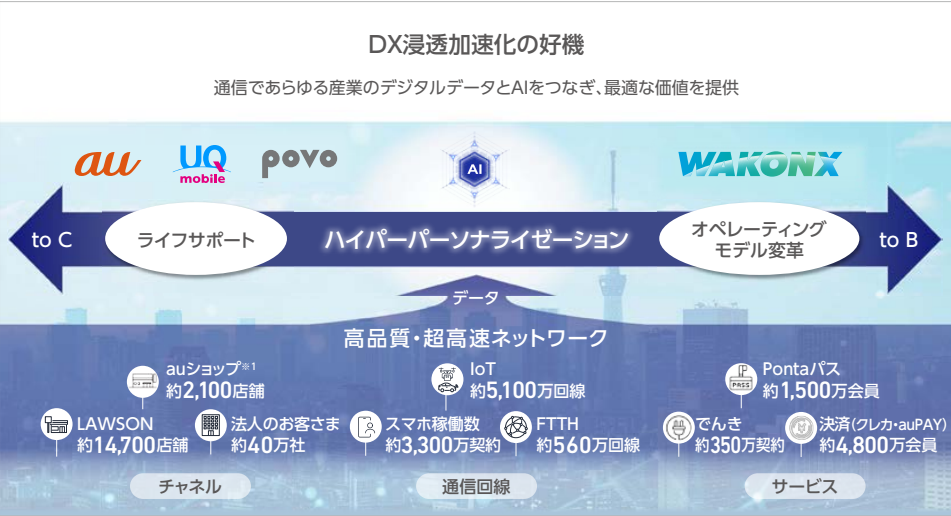 DX浸透加速化の好機
通信であらゆる産業のデジタルデータとAIをつなぎ、最適な価値を提供
au
UQ
mobile
povo
AI
WAKONX
to C
ライフサポート
ハイパーパーソナライゼーション
オペレーティング
モデル変革
to B
データ
高品質・超高速ネットワーク
auショップ※1
約2,100店舗
LAWSON
約14,700店舗
法人のお客さま
約40万社
チャネル
IoT
約5,100万回線
スマホ稼働数
約3,300万契約
FTTH
約560万回線
通信回線
PASS
Pontaパス
約1,500万会員
でんき
約350万契約
決済(クレカ・auPAY)
約4,800万会員
サービス